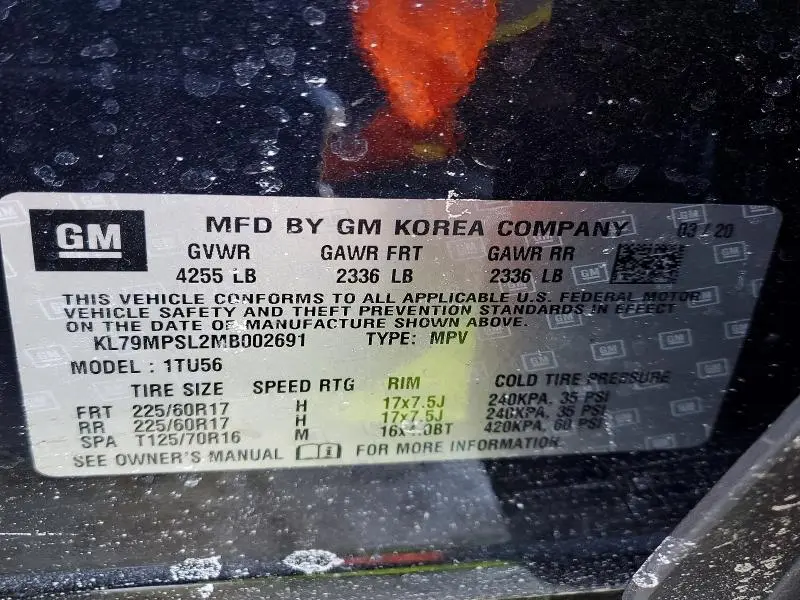 GM
MFD BY GM KOREA COMPANY 03/20
GVWR GAWR FRT GAWR RR
4255 LB 2336 LB 2336 LB
THIS VEHICLE CONFORMS TO ALL APPLICABLE U.S. FEDERAL MOTOR
VEHICLE SAFETY AND THEFT PREVENTION STANDARDS IN EFFECT
ON THE DATE OF MANUFACTURE SHOWN ABOVE.
KL79MPSL2MB002691 TYPE: MPV
MODEL : 1TU56
TIRE SIZE SPEED RTG RIM COLD TIRE PRESSURE
FRT 225/60R17 H 17x7.5J 240KPA, 35 PSI
RR 225/60R17 H 17x7.5J 240KPA, 35 PSI
SPA T125/70R16 M 420KPA, 60 PSI
SEE OWNER'S MANUAL FOR MORE INFORMATION